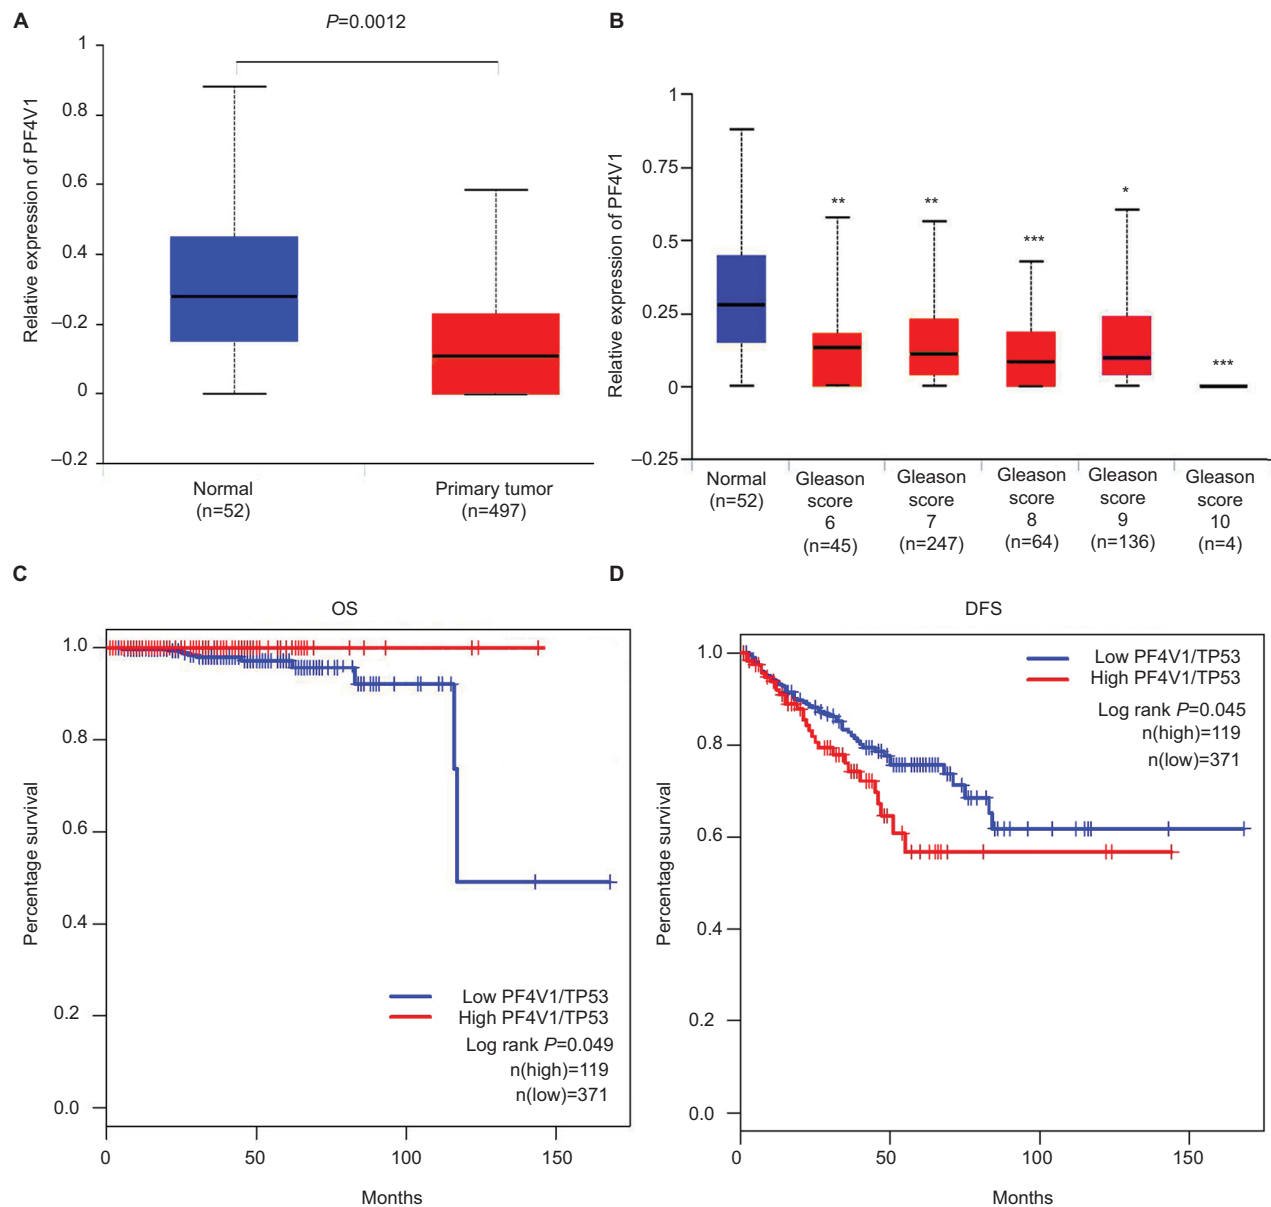 A
P=0.0012
Relative expression of PF4V1
1
0.8
0.6
0.4
–0.2
0
–0.2
Normal
(n=52)
Primary tumor
(n=497)
B
Relative expression of PF4V1
1
0.75
0.5
0.25
0
–0.25
**
**
***
*
***
Normal
(n=52)
Gleason
score
6
(n=45)
Gleason
score
7
(n=247)
Gleason
score
8
(n=64)
Gleason
score
9
(n=136)
Gleason
score
10
(n=4)
C
OS
Percentage survival
1.0
0.8
0.6
0.4
0.2
0.0
Low PF4V1/TP53
High PF4V1/TP53
Log rank P=0.049
n(high)=119
n(low)=371
0
50
100
150
Months
D
DFS
Percentage survival
1.0
0.8
0.6
0.4
0.2
0.0
Low PF4V1/TP53
High PF4V1/TP53
Log rank P=0.045
n(high)=119
n(low)=371
0
50
100
150
Months